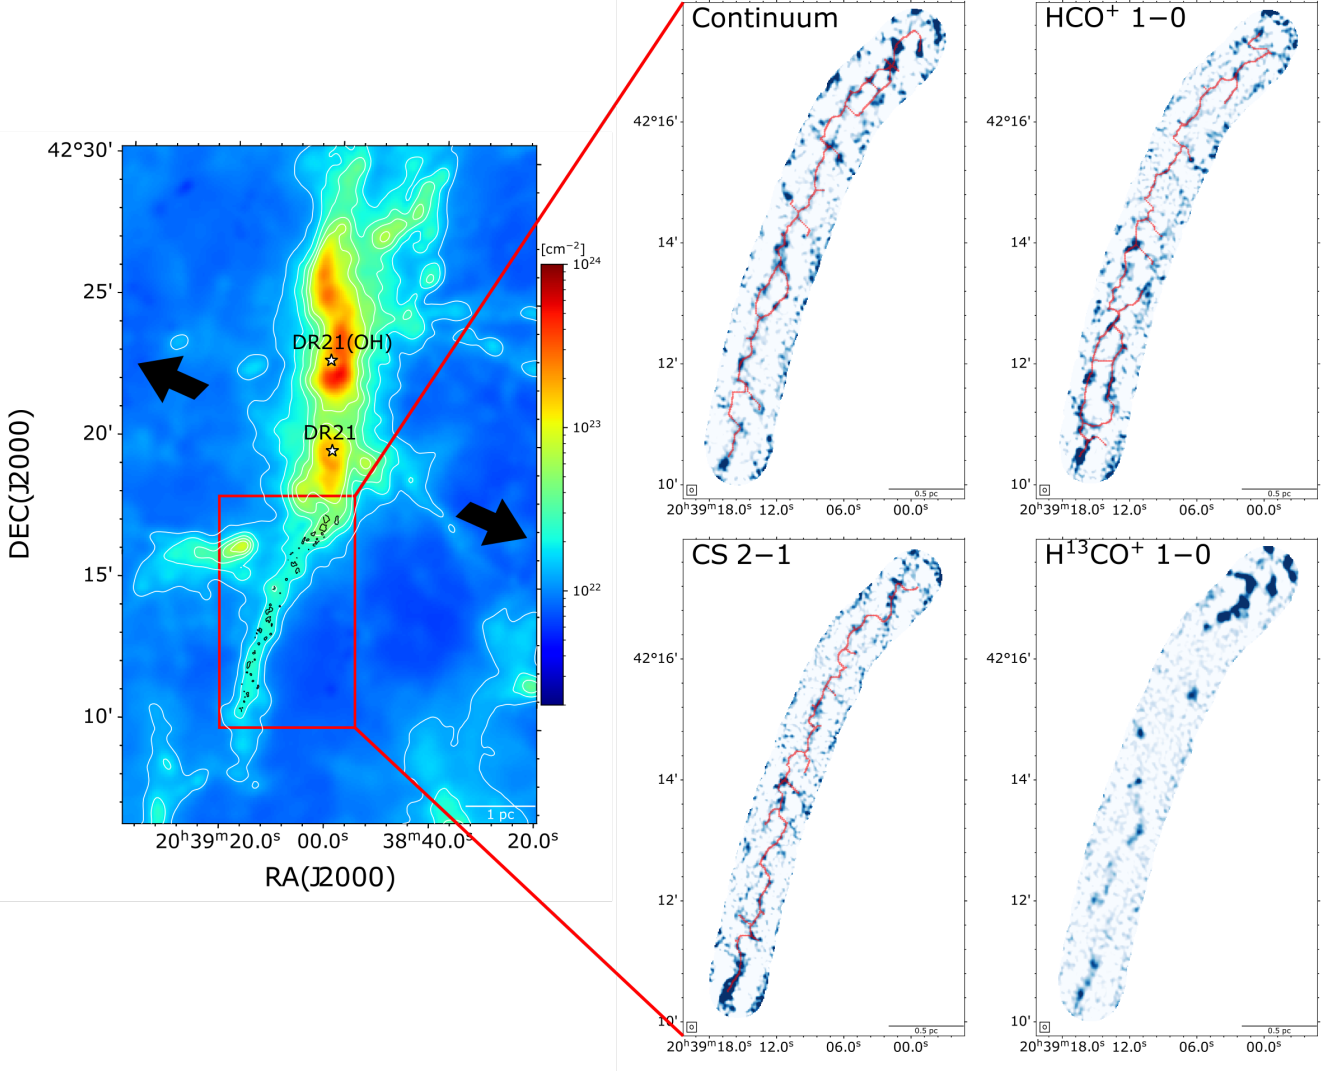 42°30'
25'
20'
15'
10'
DEC(J2000)
DR21(OH)
DR21
1 pc
20ʰ39ᵐ20.0ˢ 00.0ˢ 38ᵐ40.0ˢ 20.0ˢ
RA(J2000)
[cm⁻²]
10²⁴
10²³
10²²
Continuum
42°16'
14'
12'
10'
0.5 pc
20ʰ39ᵐ18.0ˢ 12.0ˢ 06.0ˢ 00.0ˢ
HCO⁺ 1−0
42°16'
14'
12'
10'
0.5 pc
20ʰ39ᵐ18.0ˢ 12.0ˢ 06.0ˢ 00.0ˢ
CS 2−1
42°16'
14'
12'
10'
0.5 pc
20ʰ39ᵐ18.0ˢ 12.0ˢ 06.0ˢ 00.0ˢ
H¹³CO⁺ 1−0
42°16'
14'
12'
10'
0.5 pc
20ʰ39ᵐ18.0ˢ 12.0ˢ 06.0ˢ 00.0ˢ